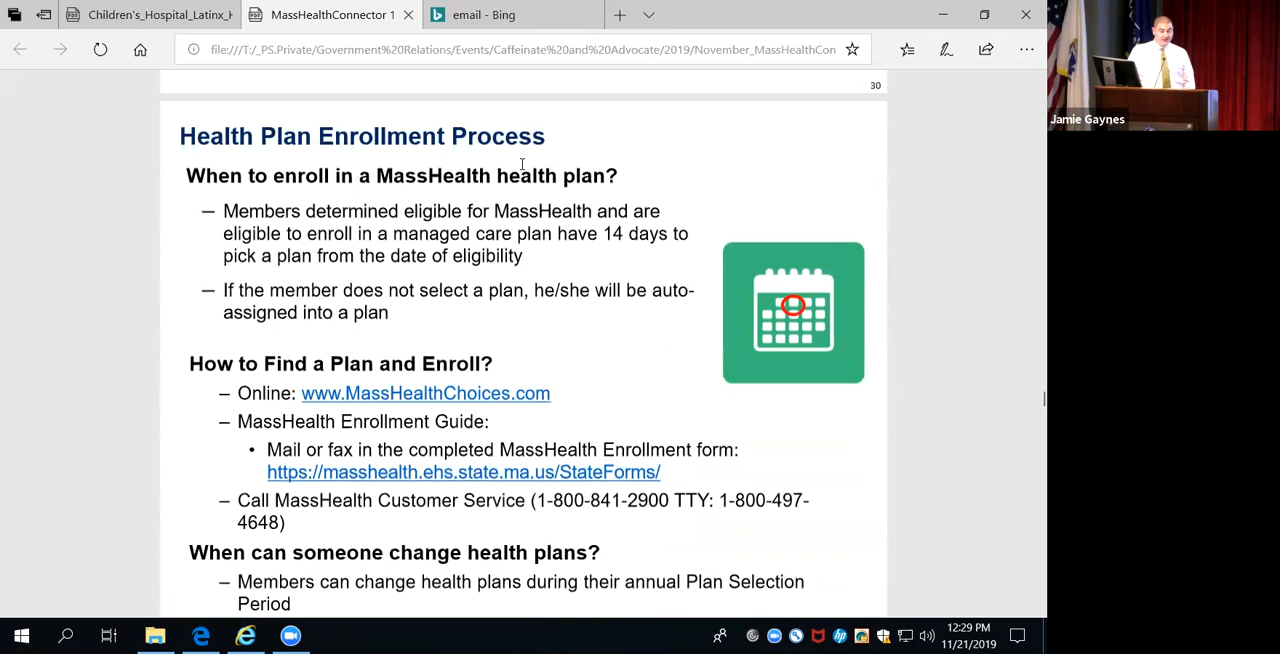 Children's_Hospital_Latinx_H
MassHealthConnector 1
email - Bing
file:///T:/_PS.Private/Government%20Relations/Events/Caffeinate%20and%20Advocate/2019/November_MassHealthCon
30
Jamie Gaynes
Health Plan Enrollment Process
When to enroll in a MassHealth health plan?
– Members determined eligible for MassHealth and are
eligible to enroll in a managed care plan have 14 days to
pick a plan from the date of eligibility
– If the member does not select a plan, he/she will be auto-
assigned into a plan
How to Find a Plan and Enroll?
– Online: www.MassHealthChoices.com
– MassHealth Enrollment Guide:
• Mail or fax in the completed MassHealth Enrollment form:
https://masshealth.ehs.state.ma.us/StateForms/
– Call MassHealth Customer Service (1-800-841-2900 TTY: 1-800-497-
4648)
When can someone change health plans?
– Members can change health plans during their annual Plan Selection
Period
12:29 PM
11/21/2019